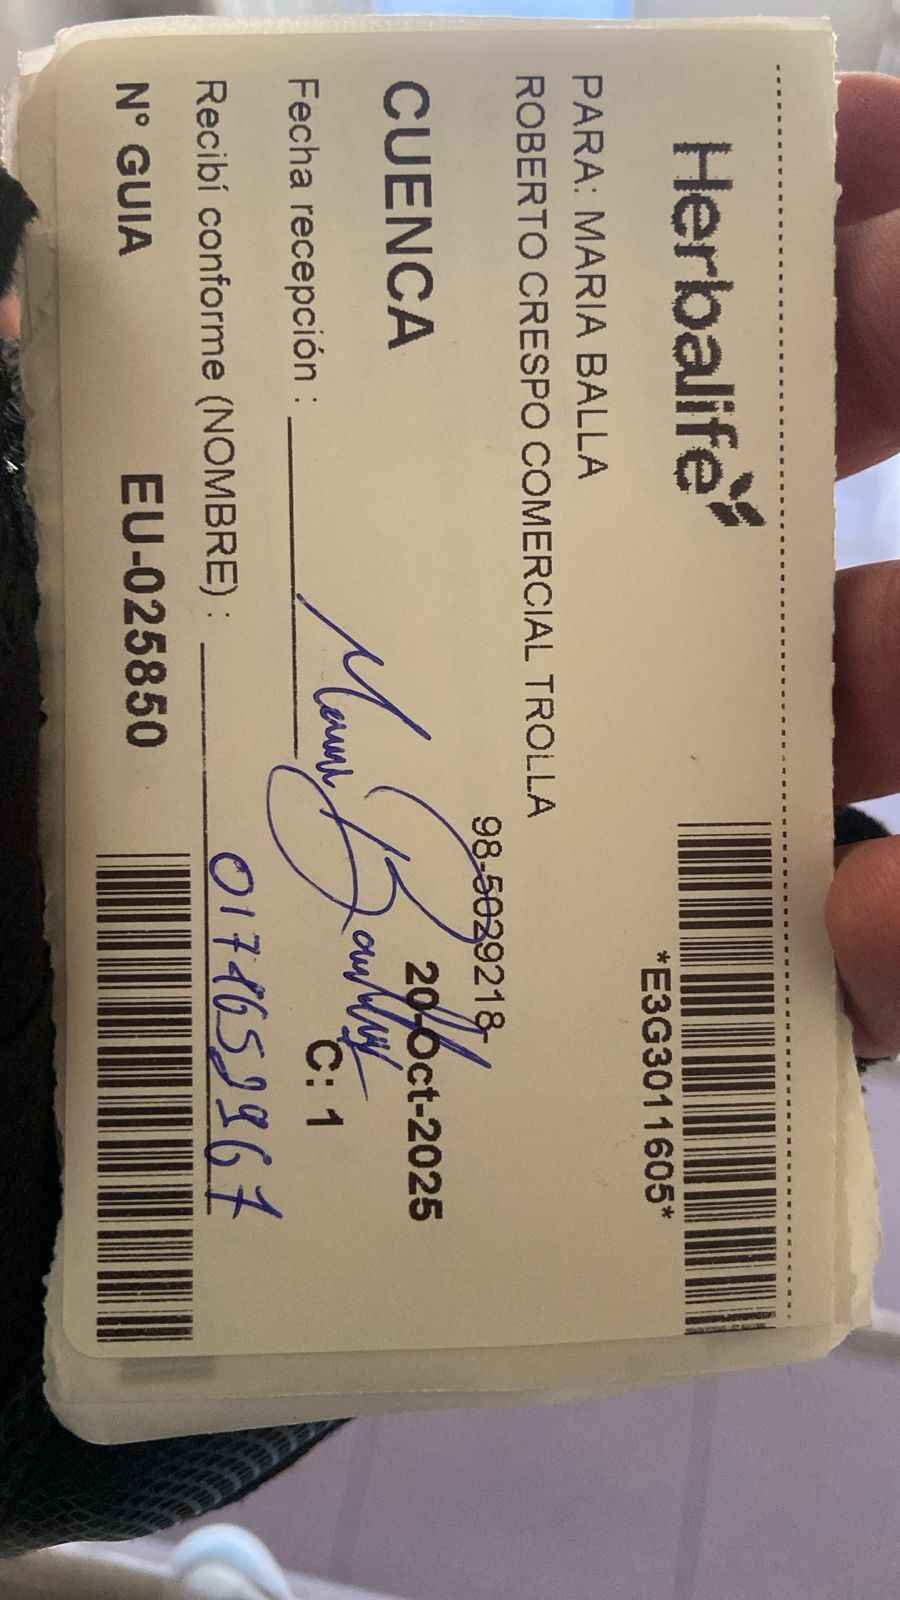 Herbalife
*E3G3011605*
PARA: MARIA BALLA
ROBERTO CRESPO COMERCIAL TROLLA
98-5029218-
CUENCA
20-Oct-2025
Fecha recepción :
C: 1
Recibí conforme (NOMBRE) :
Nº GUIA
EU-025850